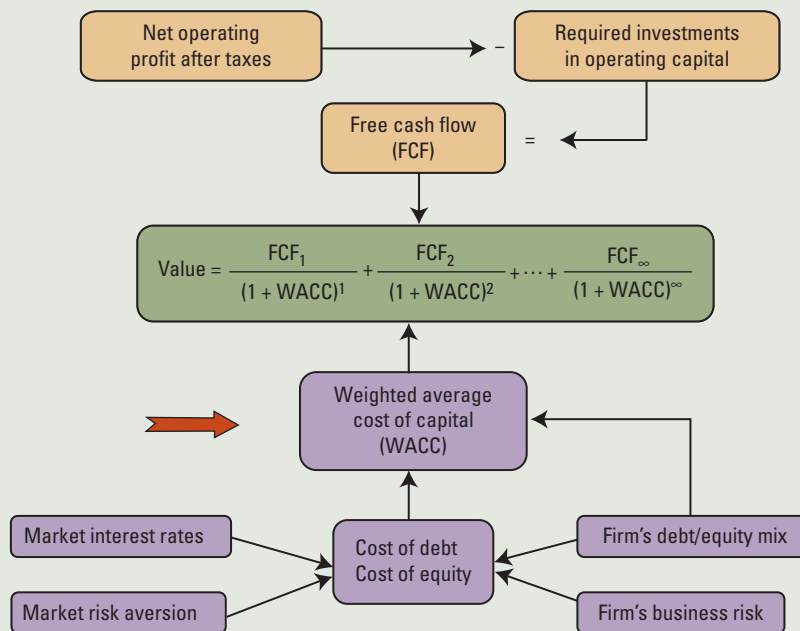 Net operating
profit after taxes
–
Required investments
in operating capital
Free cash flow
(FCF)
=
Value = FCF₁ / (1 + WACC)¹ + FCF₂ / (1 + WACC)² + ··· + FCF∞ / (1 + WACC)^∞
Weighted average
cost of capital
(WACC)
Market interest rates
Cost of debt
Cost of equity
Firm's debt/equity mix
Market risk aversion
Firm's business risk